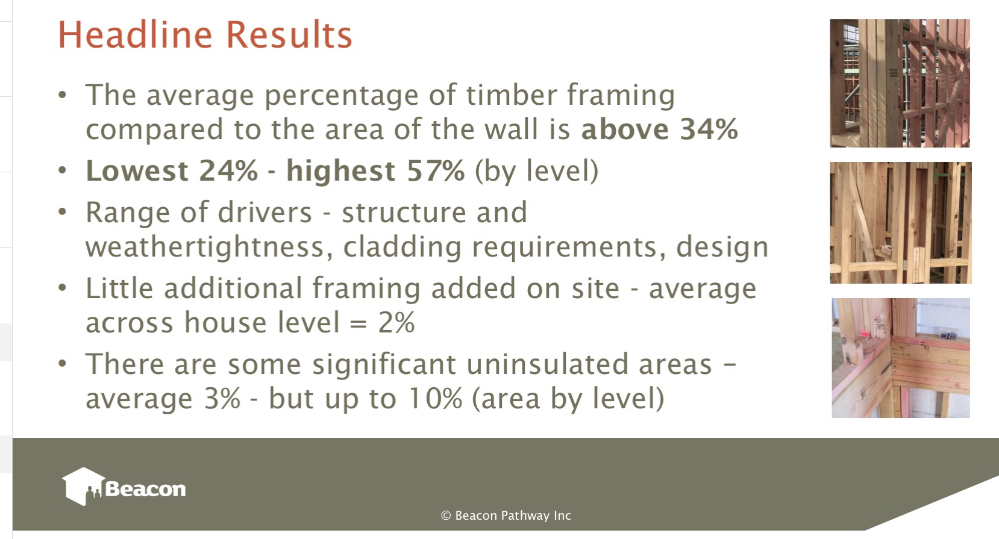 Headline Results
• The average percentage of timber framing
compared to the area of the wall is above 34%
• Lowest 24% - highest 57% (by level)
• Range of drivers - structure and
weathertightness, cladding requirements, design
• Little additional framing added on site - average
across house level = 2%
• There are some significant uninsulated areas –
average 3% - but up to 10% (area by level)
Beacon
© Beacon Pathway Inc